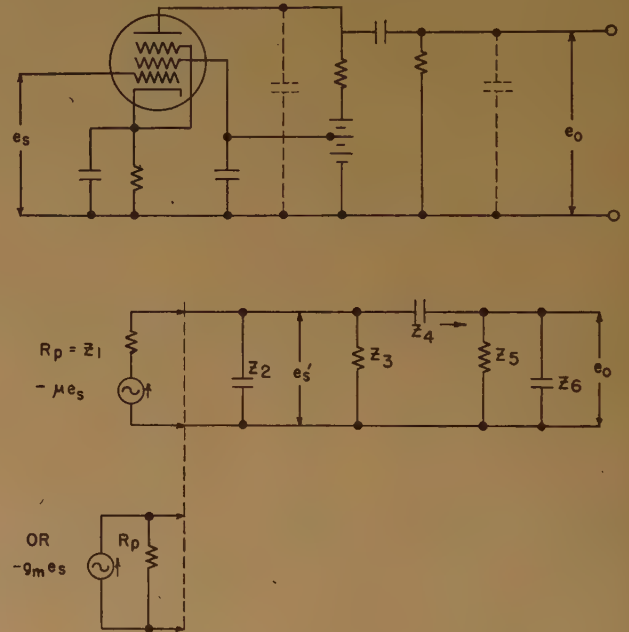 es
eo
Rp = Z1
- μes
Z2
es'
Z3
Z4
Z5
Z6
eo
OR
Rp
-gmes